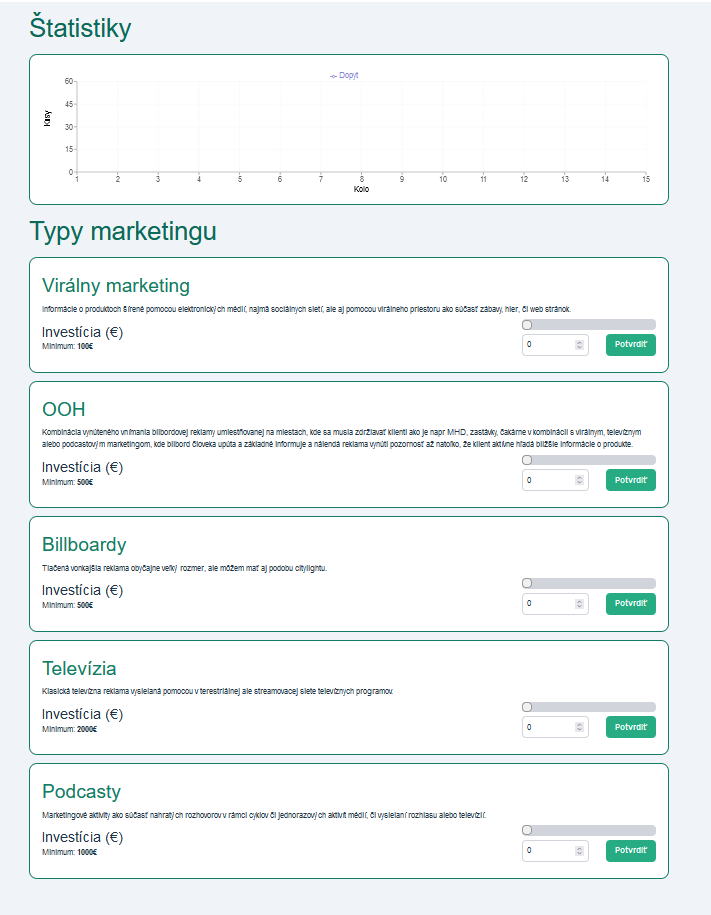 Štatistiky
Dopyt
60
45
30
15
0
Kusy
1 2 3 4 5 6 7 8 9 10 11 12 13 14 15
Kolo
Typy marketingu
Virálny marketing
Informácie o produktoch šírené pomocou elektronických médií, najmä sociálnych sietí, ale aj pomocou virálneho priestoru ako súčasť zábavy, hier, či web stránok.
Investícia (€)
Minimum: 100€
0
Potvrdiť
OOH
Kombinácia vynúteného vnímania bilbordovej reklamy umiestňovanej na miestach, kde sa musia zdržiavať klienti ako je napr MHD, zastávky, čakárne v kombinácii s virálnym, televíznym
alebo podcastovým marketingom, kde bilbord človeka upúta a základné informuje a následná reklama vynúti pozornosť až natoľko, že klient aktívne hľadá bližšie informácie o produkte.
Investícia (€)
Minimum: 500€
0
Potvrdiť
Billboardy
Tlačená vonkajšia reklama obyčajne veľký rozmer, ale môžem mať aj podobu citylightu.
Investícia (€)
Minimum: 500€
0
Potvrdiť
Televízia
Klasická televízna reklama vysielaná pomocou v terestriálnej ale streamovacej siete televíznych programov.
Investícia (€)
Minimum: 2000€
0
Potvrdiť
Podcasty
Marketingové aktivity ako súčasť nahratých rozhovorov v rámci cyklov či jednorazových aktivít médií, či vysielaní rozhlasu alebo televízií.
Investícia (€)
Minimum: 1000€
0
Potvrdiť